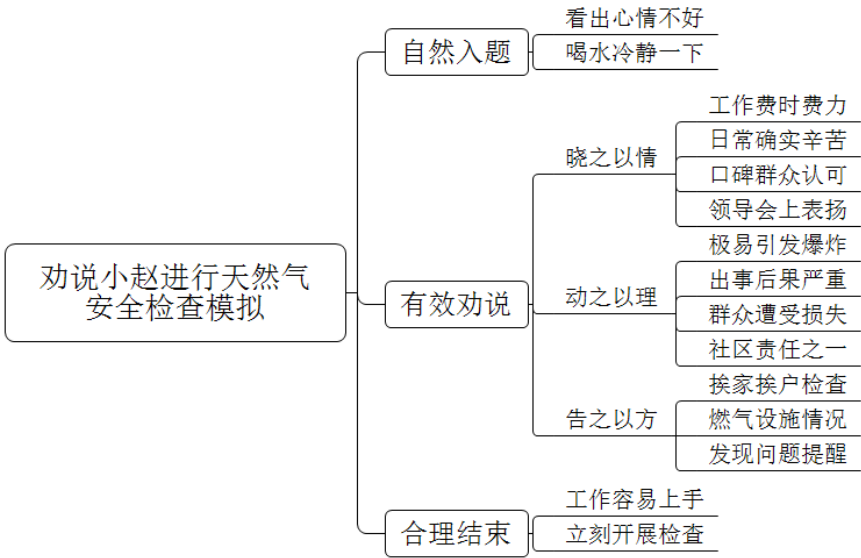 劝说小赵进行天然气
安全检查模拟
自然入题
看出心情不好
喝水冷静一下
有效劝说
晓之以情
工作费时费力
日常确实辛苦
口碑群众认可
领导会上表扬
动之以理
极易引发爆炸
出事后果严重
群众遭受损失
社区责任之一
告之以方
挨家挨户检查
燃气设施情况
发现问题提醒
合理结束
工作容易上手
立刻开展检查